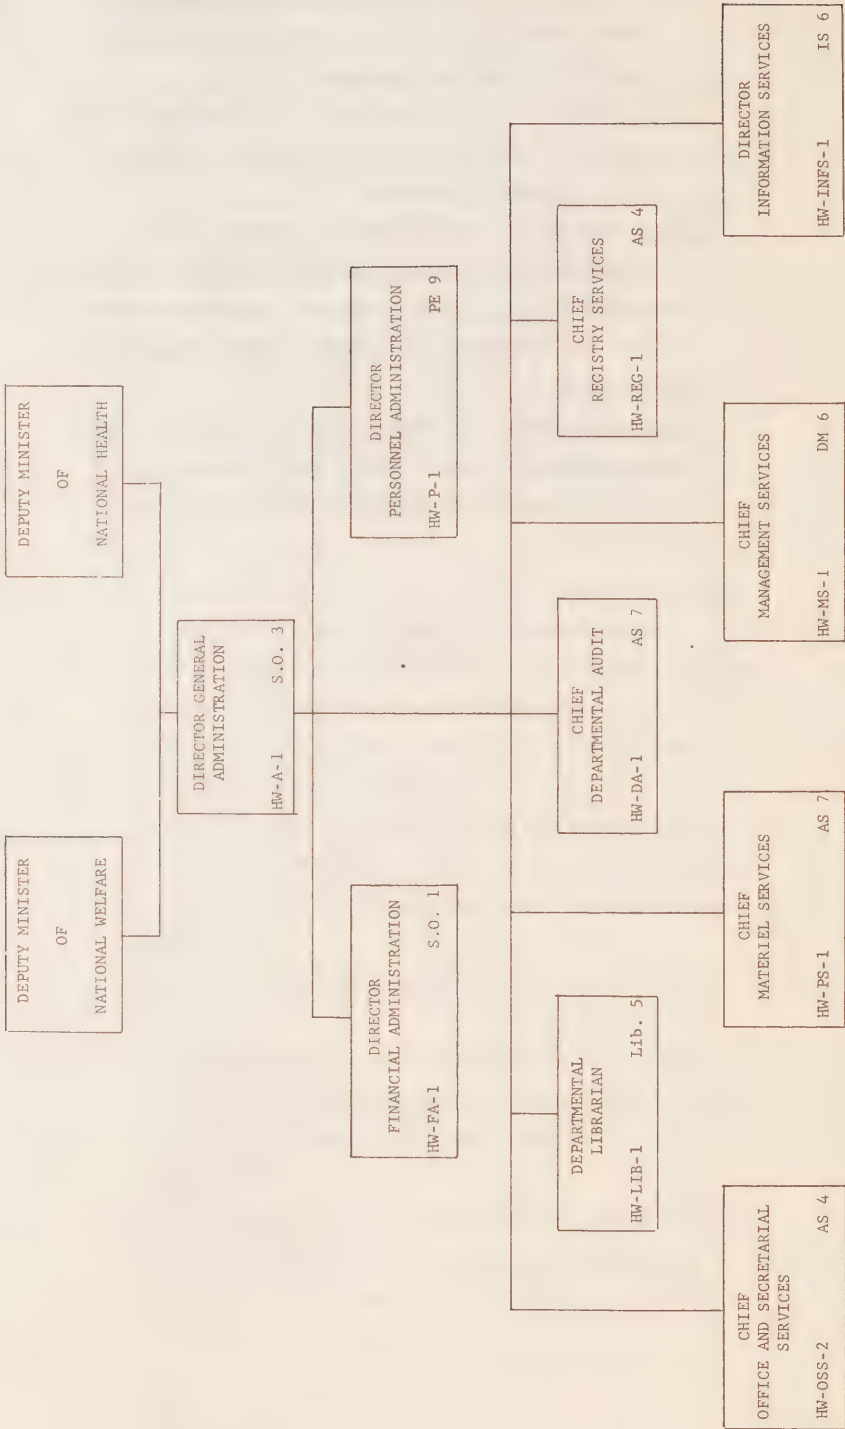 DEPUTY MINISTER
OF
NATIONAL WELFARE
DEPUTY MINISTER
OF
NATIONAL HEALTH
DIRECTOR GENERAL
ADMINISTRATION
HW-A-1 S.O. 3
DIRECTOR
FINANCIAL ADMINISTRATION
HW-FA-1 S.O. 1
DIRECTOR
PERSONNEL ADMINISTRATION
HW-P-1 PE 9
DEPARTMENTAL
LIBRARIAN
HW-LIB-1 Lib. 5
CHIEF
DEPARTMENTAL AUDIT
HW-DA-1 AS 7
CHIEF
REGISTRY SERVICES
HW-REG-1 AS 4
CHIEF
OFFICE AND SECRETARIAL
SERVICES
HW-OSS-2 AS 4
CHIEF
MATERIEL SERVICES
HW-PS-1 AS 7
CHIEF
MANAGEMENT SERVICES
HW-MS-1 DM 6
DIRECTOR
INFORMATION SERVICES
HW-INFS-1 IS 6